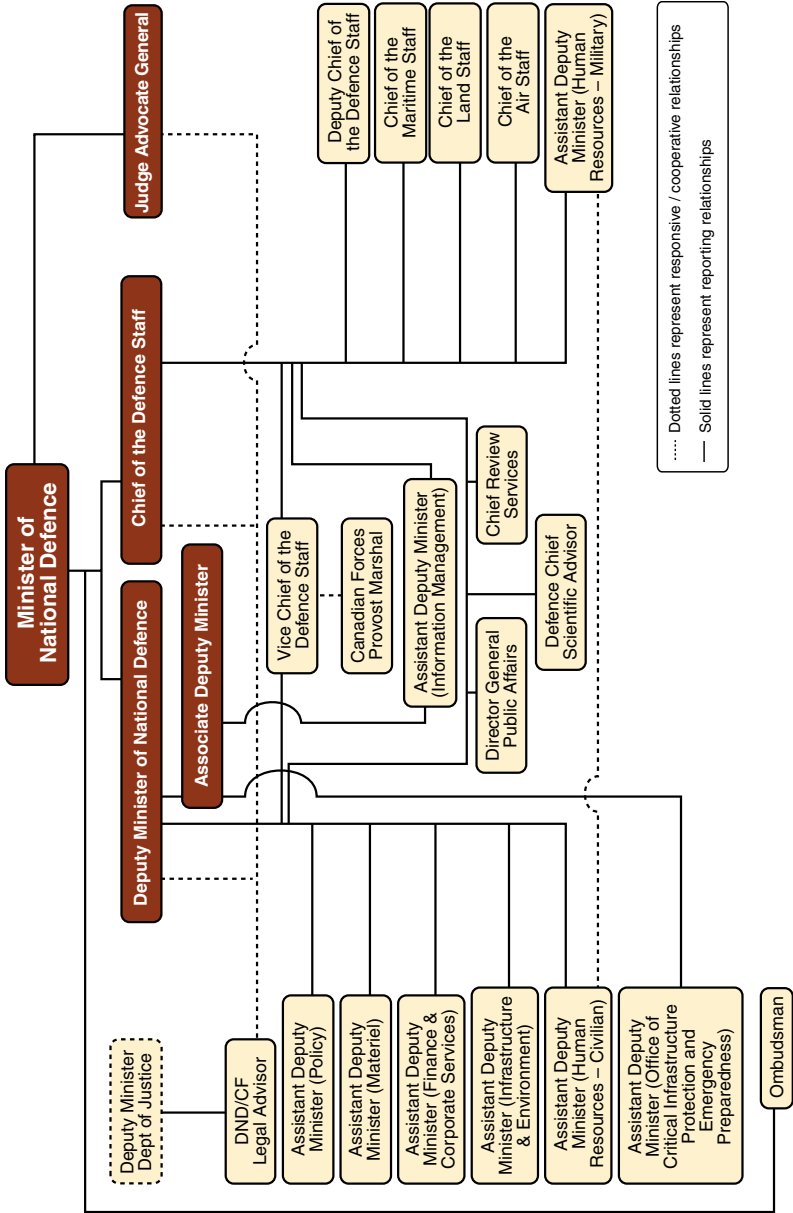 Minister of
National Defence
Judge Advocate General
Chief of the Defence Staff
Deputy Minister of National Defence
Associate Deputy Minister
Deputy Minister
Dept of Justice
DND/CF
Legal Advisor
Assistant Deputy
Minister (Policy)
Assistant Deputy
Minister (Materiel)
Assistant Deputy
Minister (Finance &
Corporate Services)
Assistant Deputy
Minister (Infrastructure
& Environment)
Assistant Deputy
Minister (Human
Resources – Civilian)
Assistant Deputy
Minister (Office of
Critical Infrastructure
Protection and
Emergency
Preparedness)
Ombudsman
Vice Chief of the
Defence Staff
Canadian Forces
Provost Marshal
Assistant Deputy Minister
(Information Management)
Director General
Public Affairs
Chief Review
Services
Defence Chief
Scientific Advisor
Deputy Chief of
the Defence Staff
Chief of the
Maritime Staff
Chief of the
Land Staff
Chief of the
Air Staff
Assistant Deputy
Minister (Human
Resources – Military)
Dotted lines represent responsive / cooperative relationships
Solid lines represent reporting relationships